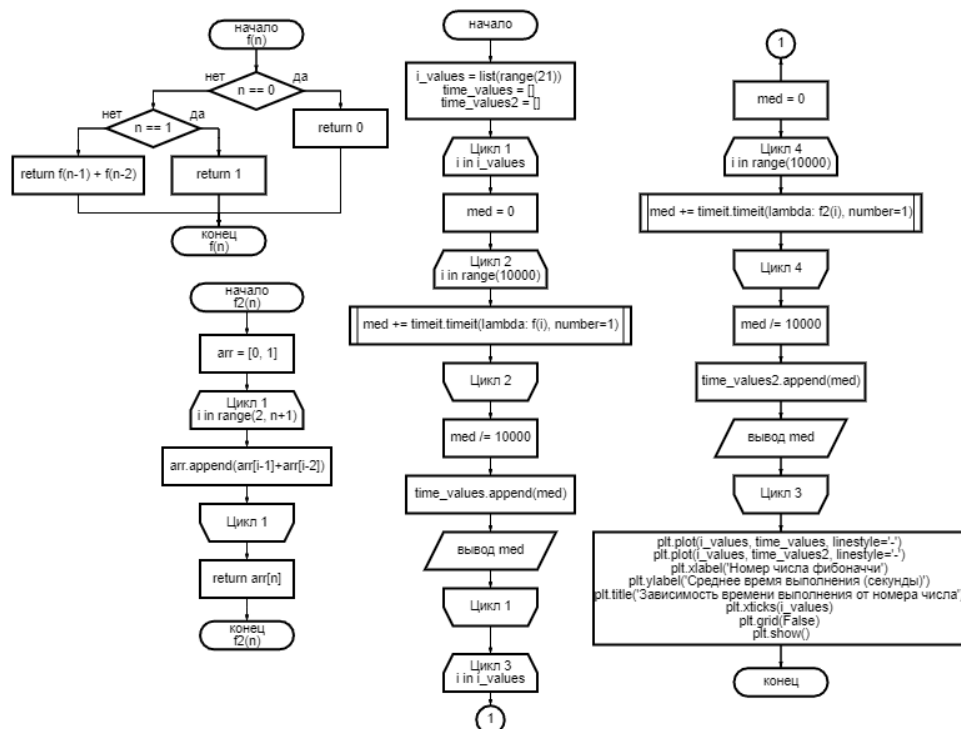 начало
f(n)
нет
да
n == 0
нет
да
n == 1
return 0
return f(n-1) + f(n-2)
return 1
конец
f(n)
начало
f2(n)
arr = [0, 1]
Цикл 1
i in range(2, n+1)
arr.append(arr[i-1]+arr[i-2])
Цикл 1
return arr[n]
конец
f2(n)
начало
i_values = list(range(21))
time_values = []
time_values2 = []
Цикл 1
i in i_values
med = 0
Цикл 2
i in range(10000)
med += timeit.timeit(lambda: f(i), number=1)
Цикл 2
med /= 10000
time_values.append(med)
вывод med
Цикл 1
Цикл 3
i in i_values
1
1
med = 0
Цикл 4
i in range(10000)
med += timeit.timeit(lambda: f2(i), number=1)
Цикл 4
med /= 10000
time_values2.append(med)
вывод med
Цикл 3
plt.plot(i_values, time_values, linestyle='-')
plt.plot(i_values, time_values2, linestyle='-')
plt.xlabel('Номер числа фибоначчи')
plt.ylabel('Среднее время выполнения (секунды)')
plt.title('Зависимость времени выполнения от номера числа')
plt.xticks(i_values)
plt.grid(False)
plt.show()
конец